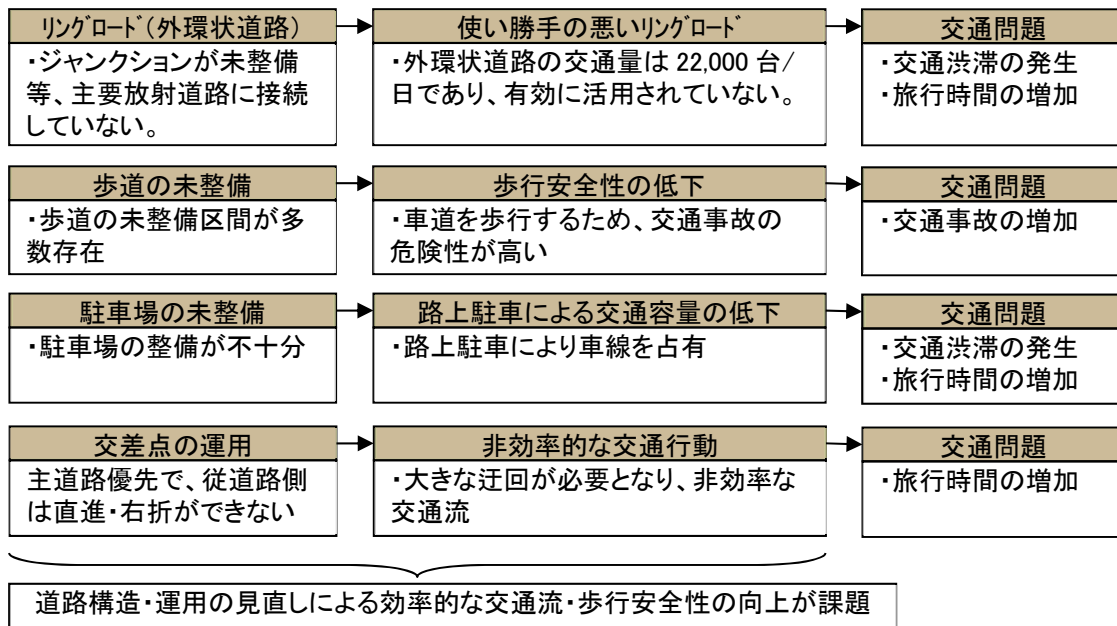 リングロード（外環状道路）
・ジャンクションが未整備
等、主要放射道路に接続
していない。
使い勝手の悪いリングロード
・外環状道路の交通量は 22,000 台/
日であり、有効に活用されていない。
交通問題
・交通渋滞の発生
・旅行時間の増加
歩道の未整備
・歩道の未整備区間が多
数存在
歩行安全性の低下
・車道を歩行するため、交通事故の
危険性が高い
交通問題
・交通事故の増加
駐車場の未整備
・駐車場の整備が不十分
路上駐車による交通容量の低下
・路上駐車により車線を占有
交通問題
・交通渋滞の発生
・旅行時間の増加
交差点の運用
主道路優先で、従道路側
は直進・右折ができない
非効率的な交通行動
・大きな迂回が必要となり、非効率な
交通流
交通問題
・旅行時間の増加
道路構造・運用の見直しによる効率的な交通流・歩行安全性の向上が課題